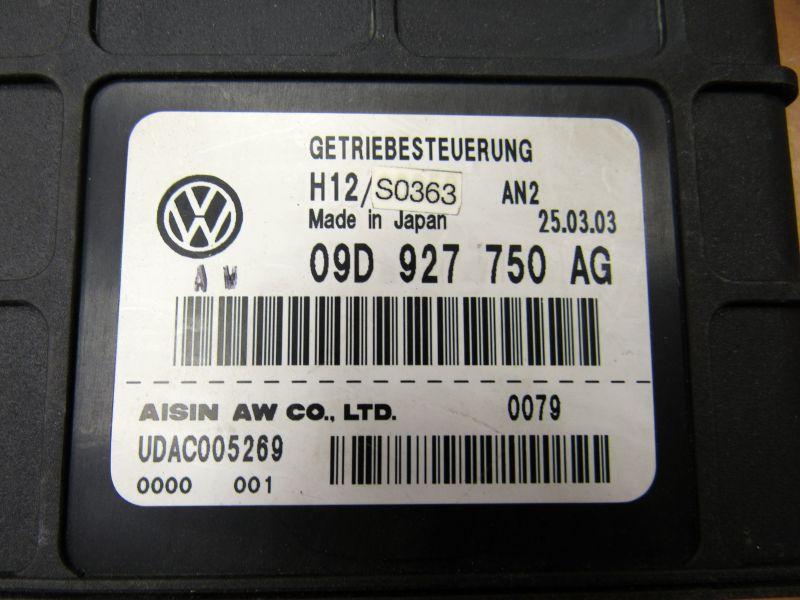 GETRIEBESTEUERUNG
H12/S0363 AN2
Made in Japan 25.03.03
09D 927 750 AG
A W
AISIN AW CO., LTD. 0079
UDAC005269
0000 001